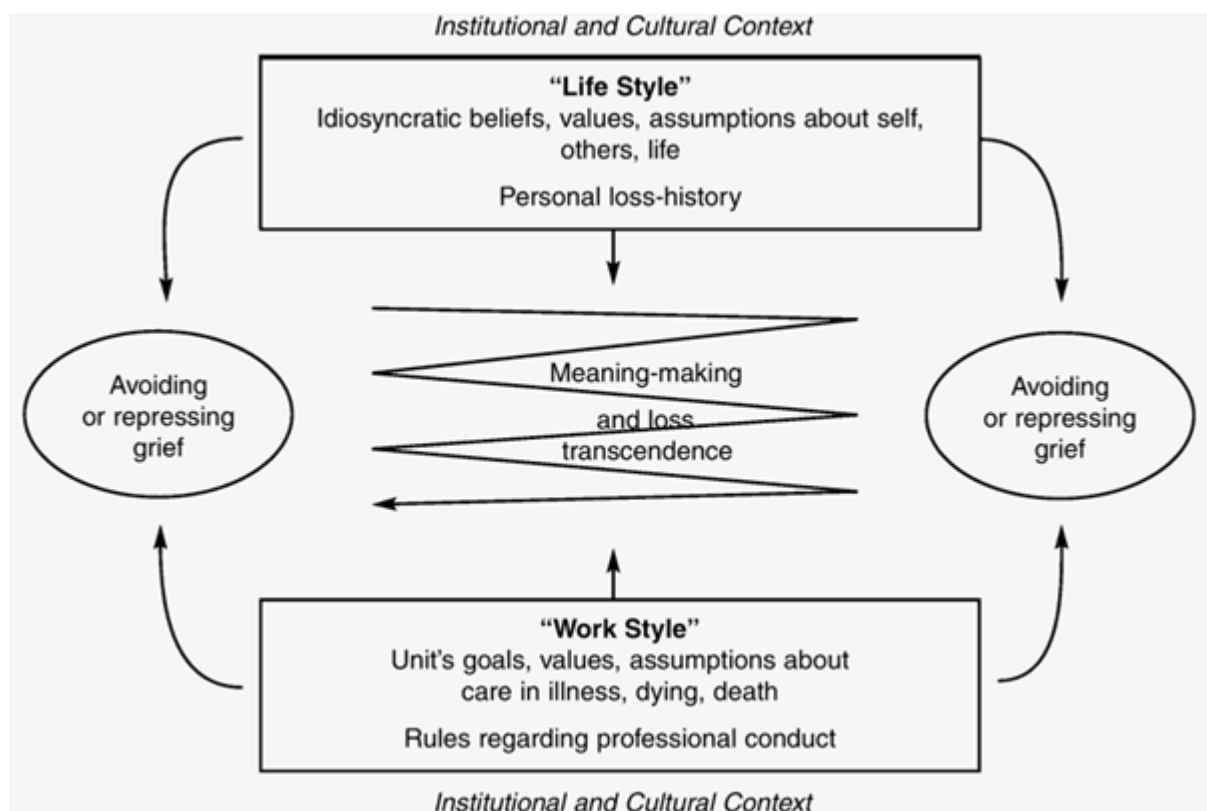 Institutional and Cultural Context
“Life Style”
Idiosyncratic beliefs, values, assumptions about self,
others, life
Personal loss-history
Avoiding
or repressing
grief
Meaning-making
and loss
transcendence
Avoiding
or repressing
grief
“Work Style”
Unit’s goals, values, assumptions about
care in illness, dying, death
Rules regarding professional conduct
Institutional and Cultural Context